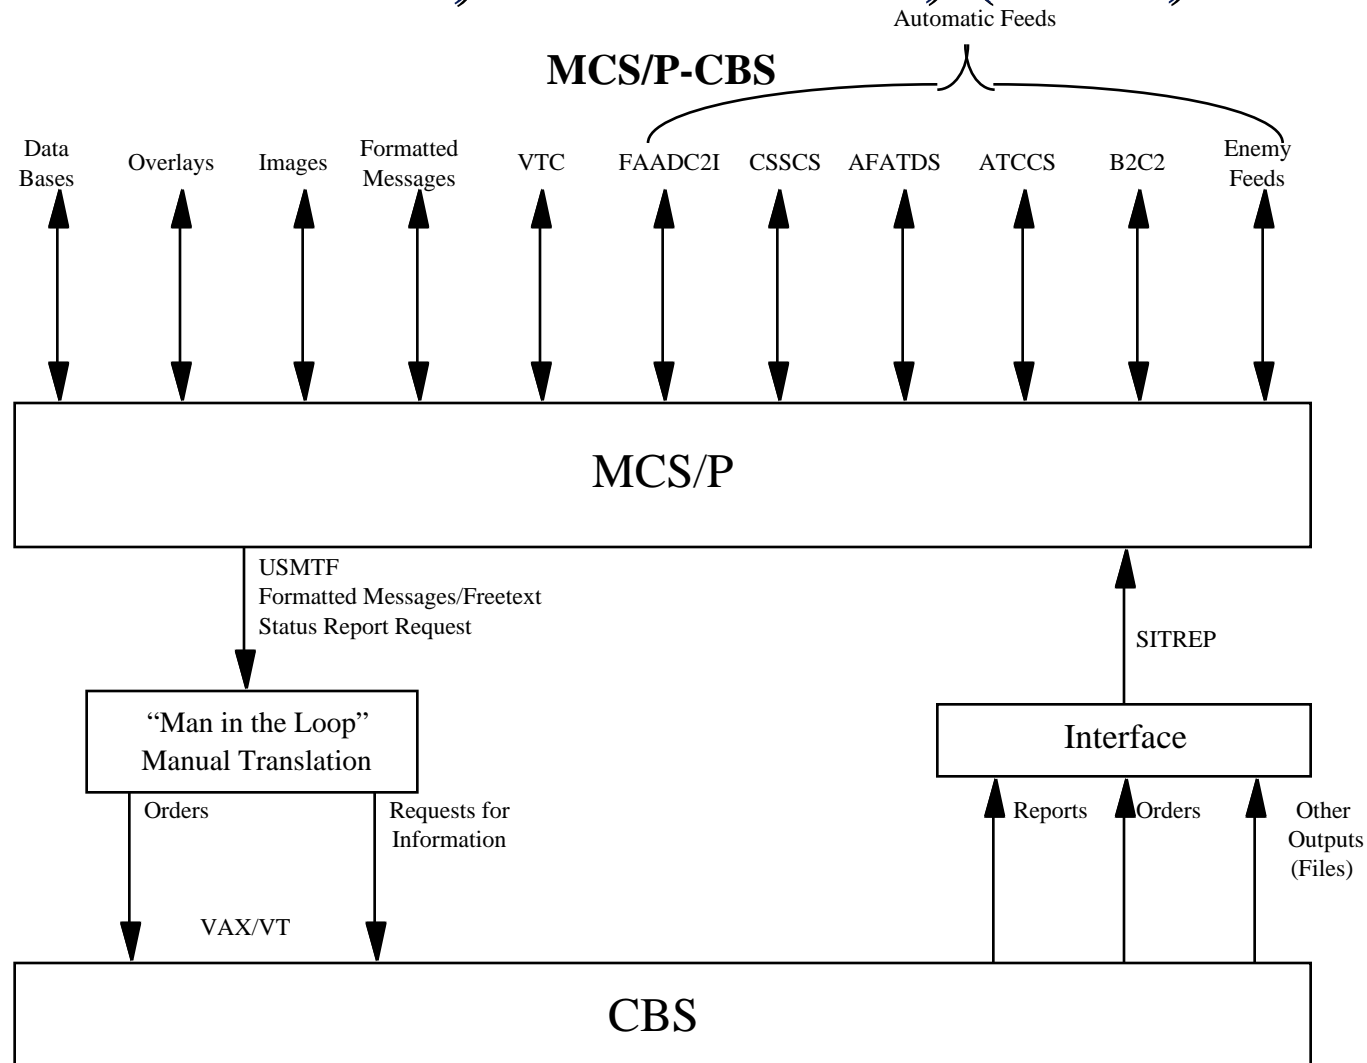 Automatic Feeds
MCS/P-CBS
Data
Bases
Overlays
Images
Formatted
Messages
VTC
FAADC2I
CSSCS
AFATDS
ATCCS
B2C2
Enemy
Feeds
MCS/P
USMTF
Formatted Messages/Freetext
Status Report Request
SITREP
“Man in the Loop”
Manual Translation
Interface
Orders
Requests for
Information
Reports
Orders
Other
Outputs
(Files)
VAX/VT
CBS